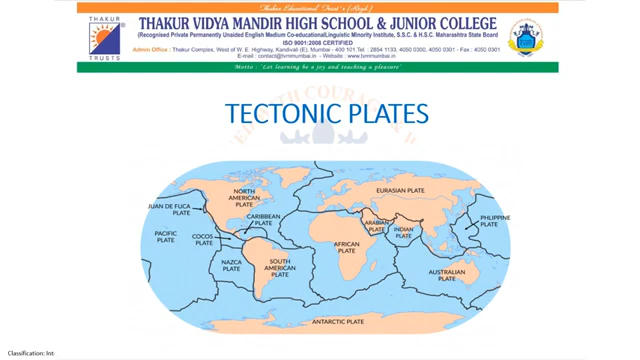 Thakur Educational Trust's (Regd.)
THAKUR VIDYA MANDIR HIGH SCHOOL & JUNIOR COLLEGE
(Recognised Private Permanently Unaided English Medium Co-educational Linguistic Minority Institute, S.S.C. & H.S.C. Maharashtra State Board)
ISO 9001:2008 CERTIFIED
Admin Office : Thakur Complex, West of W. E. Highway, Kandivali (E), Mumbai - 400 101. Tel. : 2854 1133, 4050 0300, 4050 0301 - Fax : 4050 0301
E-mail : contact@tvmmumbai.in - Website : www.tvmmumbai.in
Motto : 'Let learning be a joy and teaching a pleasure'
THAKUR
TRUSTS
TECTONIC PLATES
NORTH
AMERICAN
PLATE
EURASIAN PLATE
JUAN DE FUCA
PLATE
CARIBBEAN
PLATE
ARABIAN
PLATE
INDIAN
PLATE
PHILIPPINE
PLATE
PACIFIC
PLATE
COCOS
PLATE
AFRICAN
PLATE
NAZCA
PLATE
SOUTH
AMERICAN
PLATE
AUSTRALIAN
PLATE
ANTARCTIC PLATE
Classification: Int